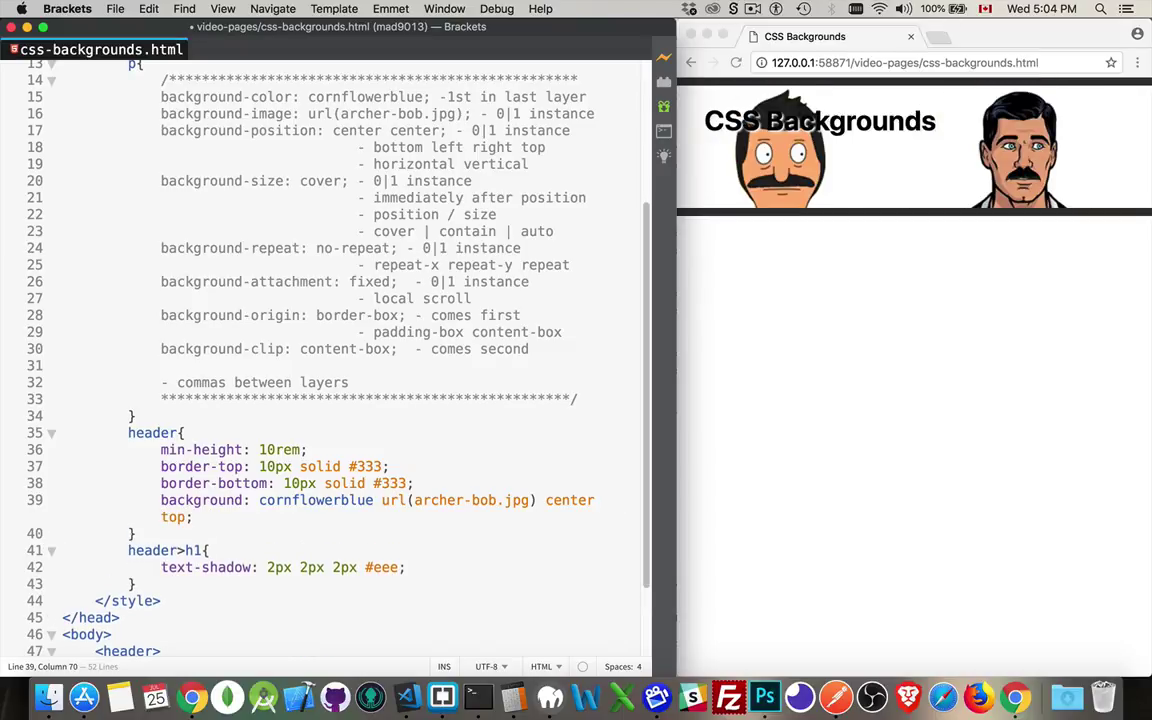 Brackets File Edit Find View Navigate Template Emmet Window Debug Help 100% Wed 5:04 PM
• video-pages/css-backgrounds.html (mad9013) — Brackets
css-backgrounds.html
13 p{
14 /**************************************************
15 background-color: cornflowerblue; -1st in last layer
16 background-image: url(archer-bob.jpg); - 0|1 instance
17 background-position: center center; - 0|1 instance
18 - bottom left right top
19 - horizontal vertical
20 background-size: cover; - 0|1 instance
21 - immediately after position
22 - position / size
23 - cover | contain | auto
24 background-repeat: no-repeat; - 0|1 instance
25 - repeat-x repeat-y repeat
26 background-attachment: fixed; - 0|1 instance
27 - local scroll
28 background-origin: border-box; - comes first
29 - padding-box content-box
30 background-clip: content-box; - comes second
31
32 - commas between layers
33 **************************************************/
34 }
35 header{
36 min-height: 10rem;
37 border-top: 10px solid #333;
38 border-bottom: 10px solid #333;
39 background: cornflowerblue url(archer-bob.jpg) center
top;
40 }
41 header>h1{
42 text-shadow: 2px 2px 2px #eee;
43 }
44 </style>
45 </head>
46 <body>
47 <header>
Line 39, Column 70 — 52 Lines INS UTF-8 HTML Spaces: 4
CSS Backgrounds
127.0.0.1:58871/video-pages/css-backgrounds.html
CSS Backgrounds
JUL
25